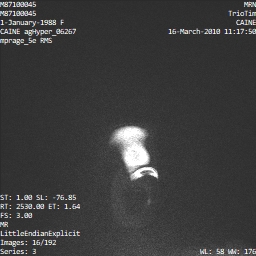 M87100045
M87100045
1-January-1988 F
CAINE agHyper_06267
mprage_5e RMS
MRN
TrioTim
CAINE
16-March-2010 11:17:50
ST: 1.00 SL: -76.85
RT: 2530.00 ET: 1.64
FS: 3.00
MR
LittleEndianExplicit
Images: 16/192
Series: 3
WL: 58 WW: 176